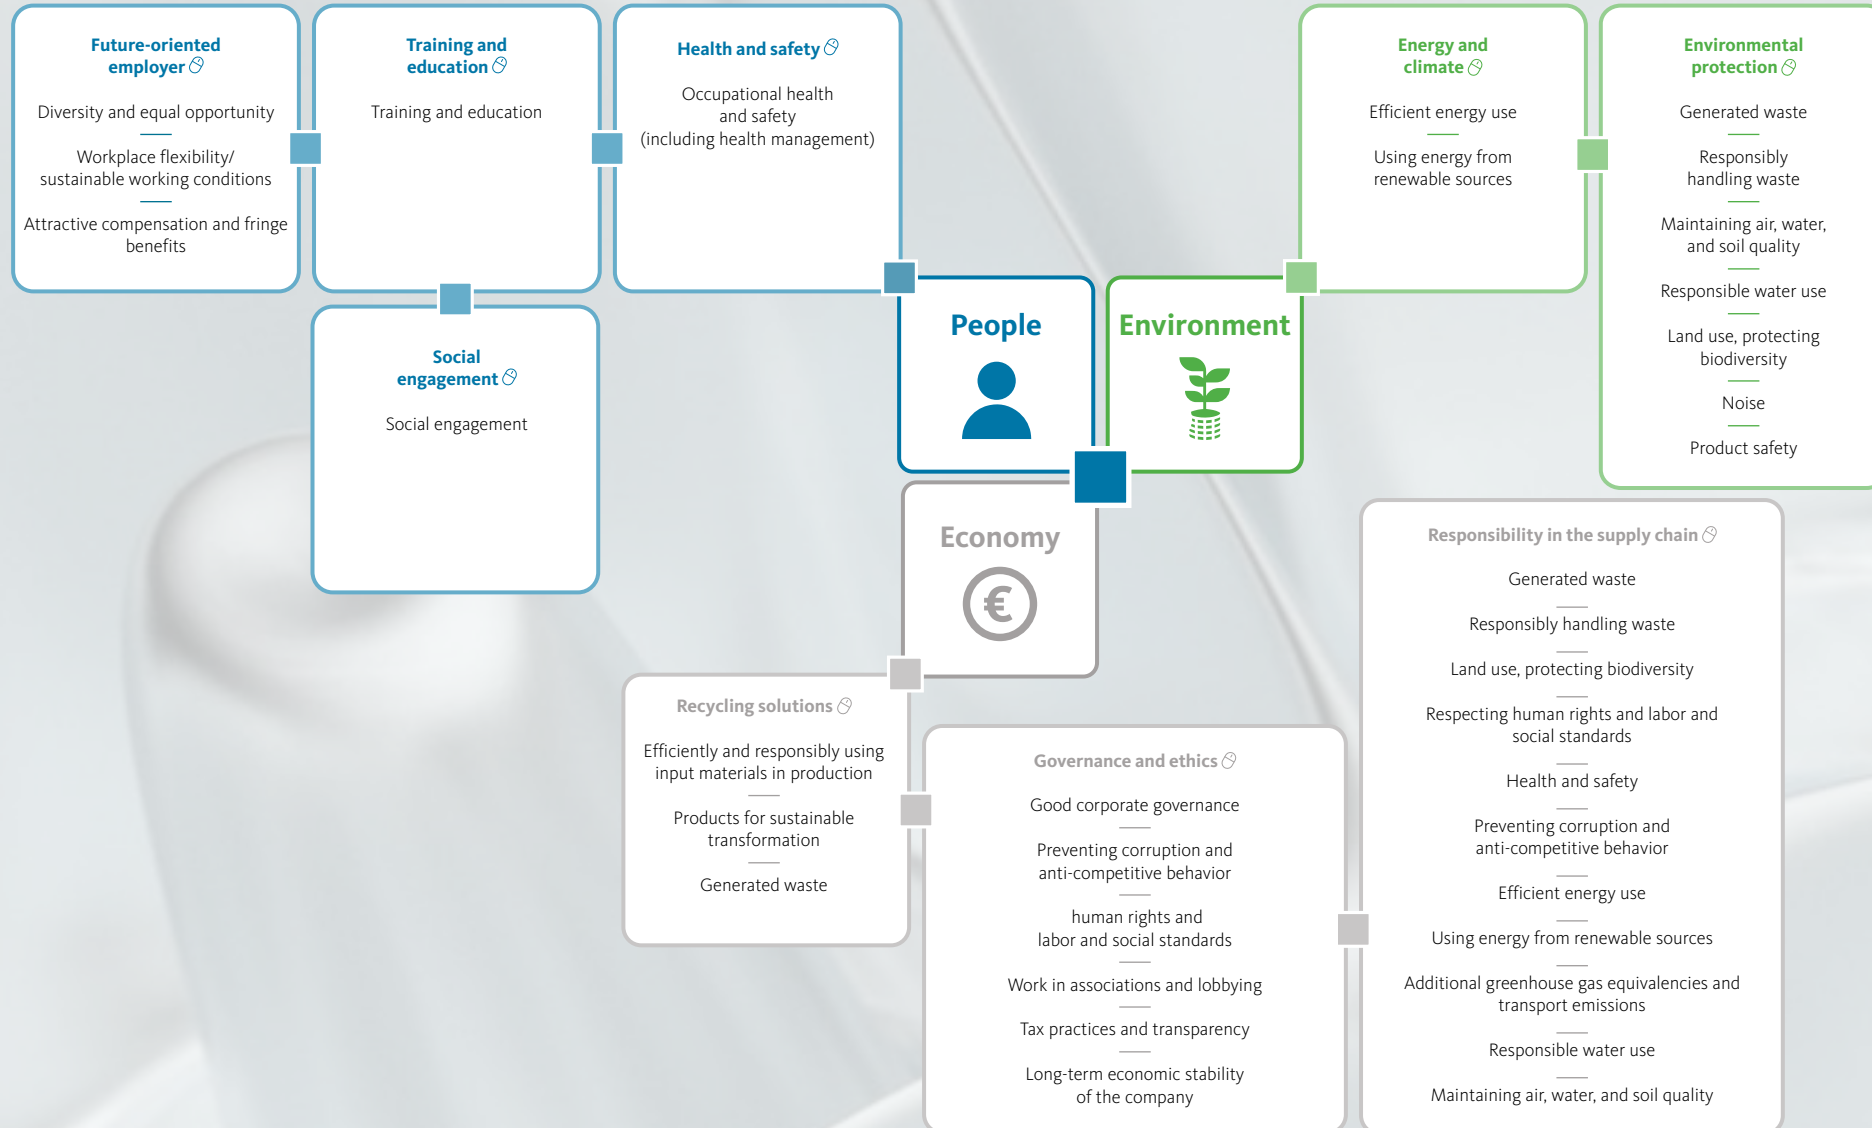 Future-oriented
employer
Diversity and equal opportunity
Workplace flexibility/
sustainable working conditions
Attractive compensation and fringe
benefits
Training and
education
Training and education
Health and safety
Occupational health
and safety
(including health management)
Social
engagement
Social engagement
People
Environment
Energy and
climate
Efficient energy use
Using energy from
renewable sources
Environmental
protection
Generated waste
Responsibly
handling waste
Maintaining air, water,
and soil quality
Responsible water use
Land use, protecting
biodiversity
Noise
Product safety
Economy
€
Recycling solutions
Efficiently and responsibly using
input materials in production
Products for sustainable
transformation
Generated waste
Governance and ethics
Good corporate governance
Preventing corruption and
anti-competitive behavior
human rights and
labor and social standards
Work in associations and lobbying
Tax practices and transparency
Long-term economic stability
of the company
Responsibility in the supply chain
Generated waste
Responsibly handling waste
Land use, protecting biodiversity
Respecting human rights and labor and
social standards
Health and safety
Preventing corruption and
anti-competitive behavior
Efficient energy use
Using energy from renewable sources
Additional greenhouse gas equivalencies and
transport emissions
Responsible water use
Maintaining air, water, and soil quality